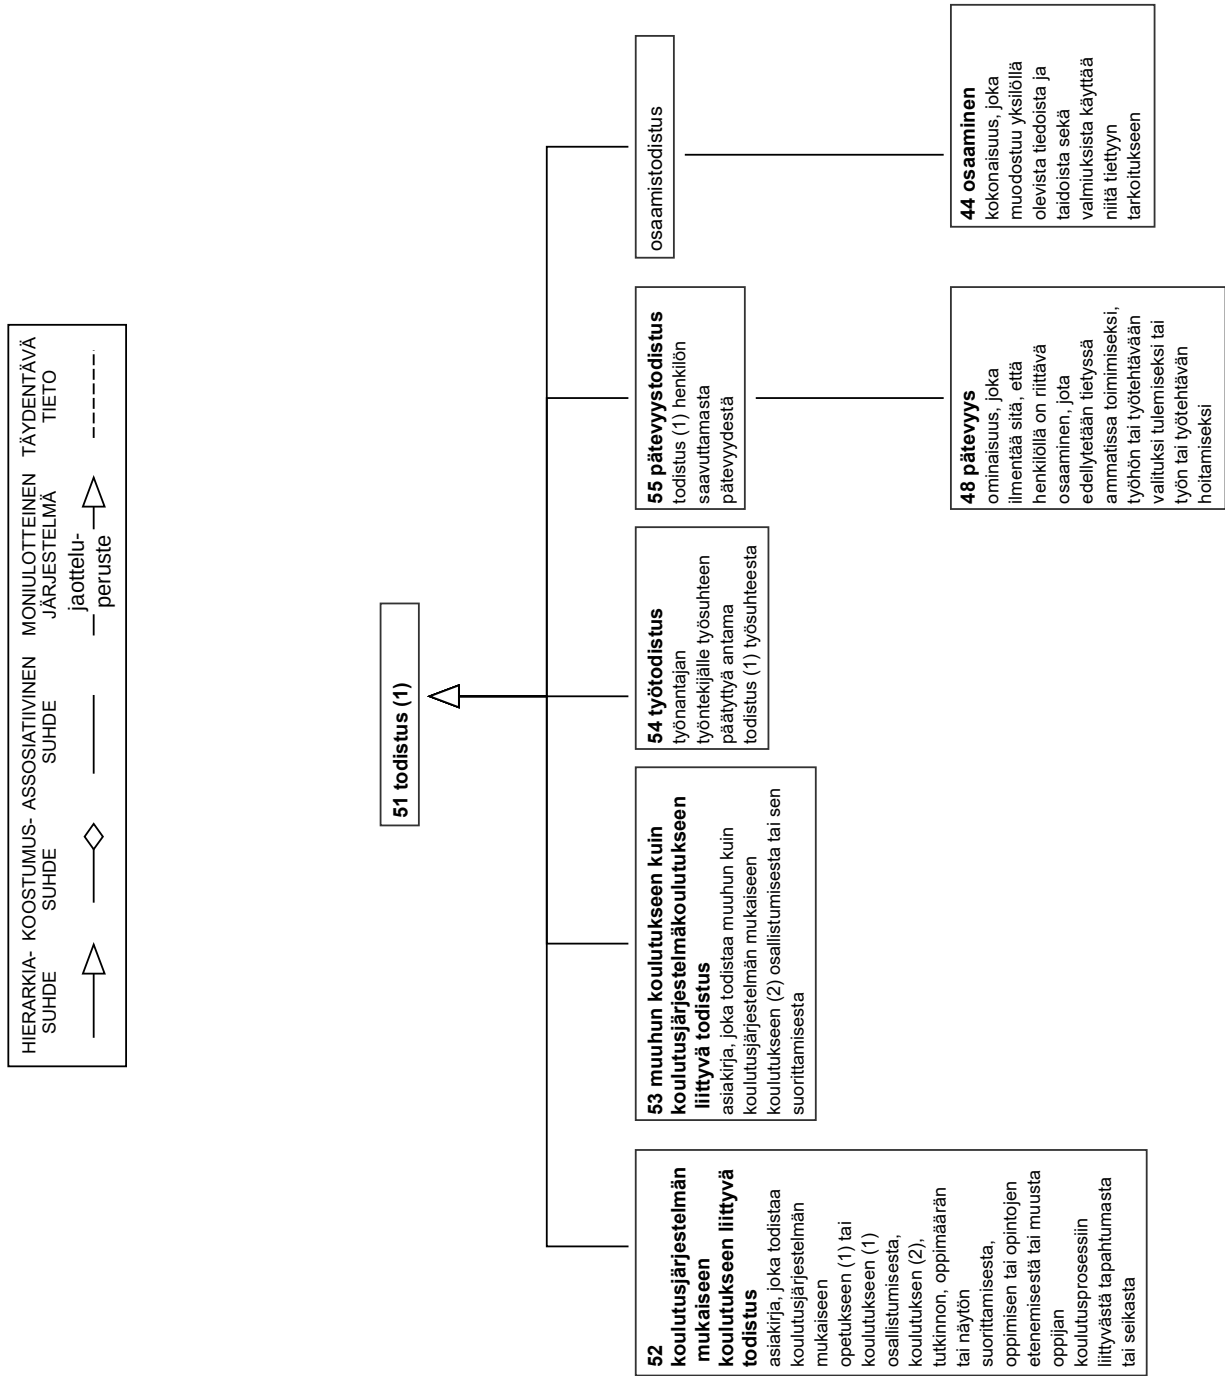 HIERARKIA-
SUHDE
KOOSTUMUS-
SUHDE
ASSOSIATIIVINEN
SUHDE
MONIULOTTEINEN
JÄRJESTELMÄ
jaottelu-
peruste
TÄYDENTÄVÄ
TIETO
51 todistus (1)
52
koulutusjärjestelmän
mukaiseen
koulutukseen liittyvä
todistus
asiakirja, joka todistaa
koulutusjärjestelmän
mukaiseen
opetukseen (1) tai
koulutukseen (1)
osallistumisesta,
koulutuksen (2),
tutkinnon, oppimäärän
tai näytön
suorittamisesta,
oppimisen tai opintojen
etenemisestä tai muusta
oppijan
koulutusprosessiin
liittyvästä tapahtumasta
tai seikasta
53 muuhun koulutukseen kuin
koulutusjärjestelmäkoulutukseen
liittyvä todistus
asiakirja, joka todistaa muuhun kuin
koulutusjärjestelmän mukaiseen
koulutukseen (2) osallistumisesta tai sen
suorittamisesta
54 työtodistus
työnantajan
työntekijälle työsuhteen
päätyttyä antama
todistus (1) työsuhteesta
55 pätevyystodistus
todistus (1) henkilön
saavuttamasta
pätevyydestä
osaamistodistus
48 pätevyys
ominaisuus, joka
ilmentää sitä, että
henkilöllä on riittävä
osaaminen, jota
edellytetään tietyssä
ammatissa toimimiseksi,
työhön tai työtehtävään
valituksi tulemiseksi tai
työn tai työtehtävän
hoitamiseksi
44 osaaminen
kokonaisuus, joka
muodostuu yksilöllä
olevista tiedoista ja
taidoista sekä
valmiuksista käyttää
niitä tiettyyn
tarkoitukseen